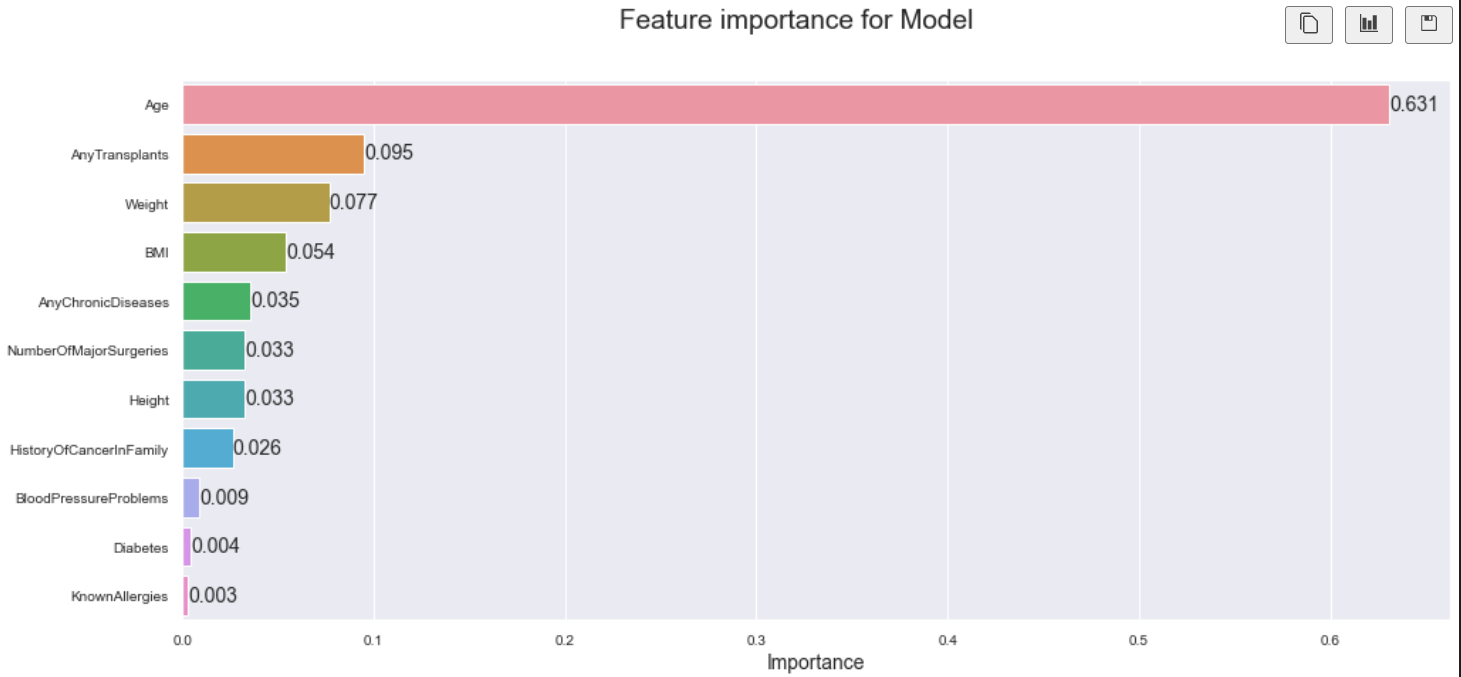 Feature importance for Model
Age 0.631
AnyTransplants 0.095
Weight 0.077
BMI 0.054
AnyChronicDiseases 0.035
NumberOfMajorSurgeries 0.033
Height 0.033
HistoryOfCancerInFamily 0.026
BloodPressureProblems 0.009
Diabetes 0.004
KnownAllergies 0.003
0.0 0.1 0.2 0.3 0.4 0.5 0.6
Importance